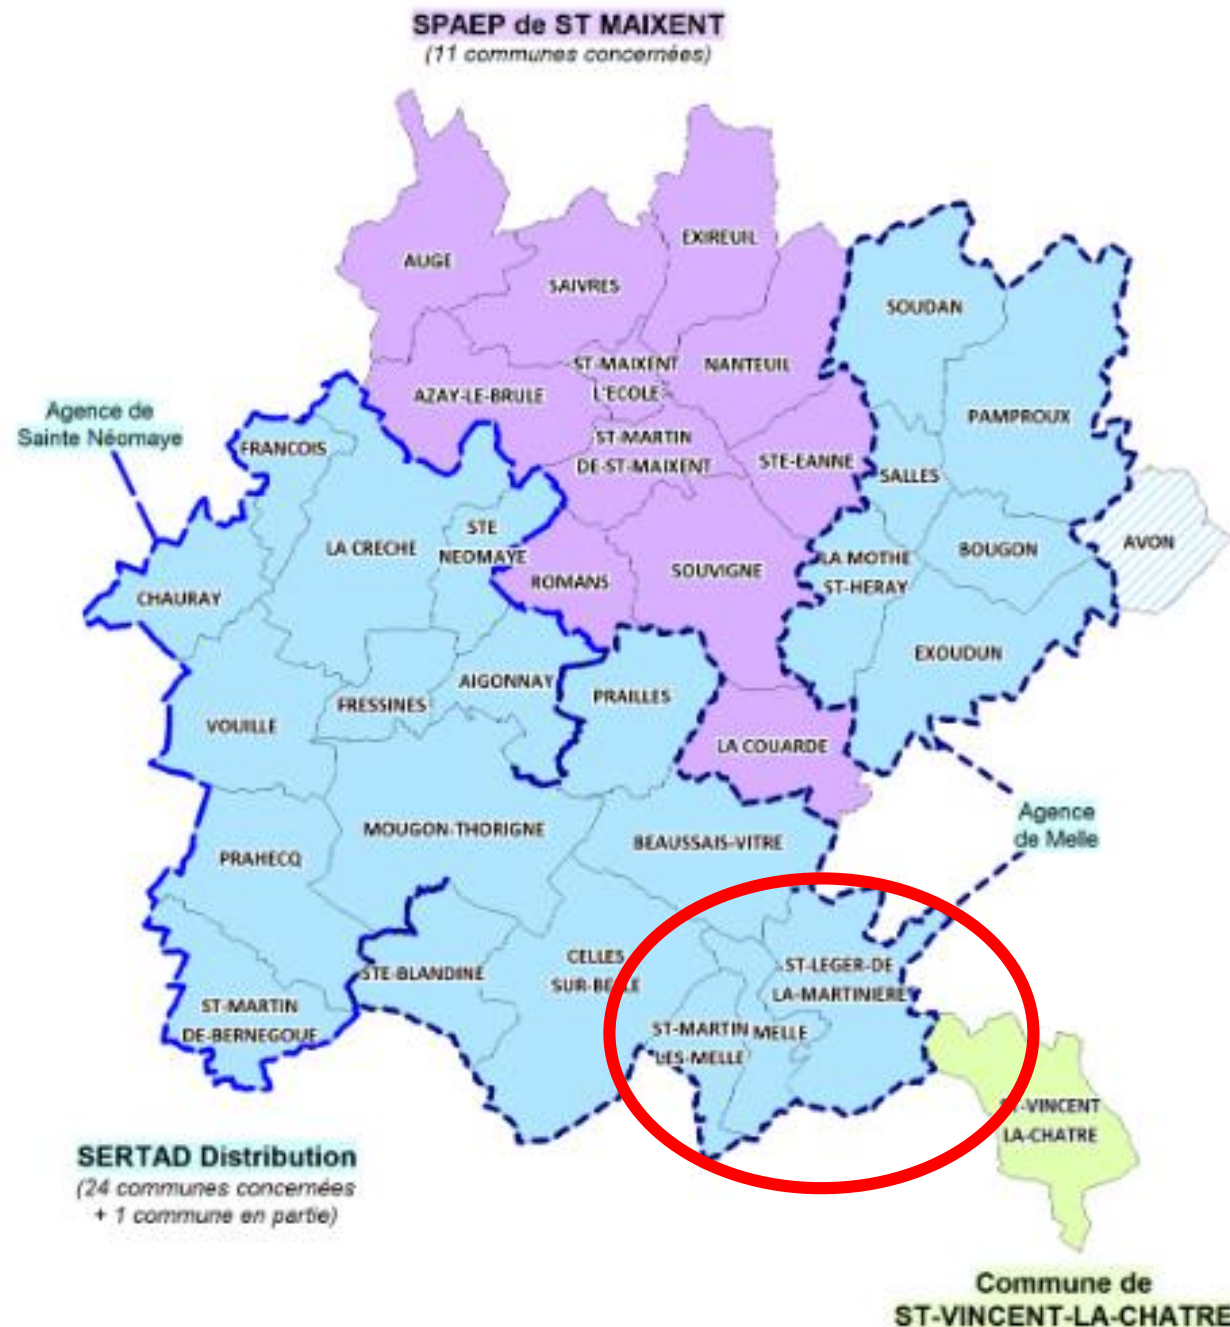 SPAEP de ST MAIXENT
(11 communes concernées)
EXIREUIL
AUGE
SAIVRES
SOUDAN
ST-MAIXENT
L'ECOLE
NANTEUIL
AZAY-LE-BRULE
PAMPROUX
Agence de
Sainte Néomaye
FRANCOIS
ST-MARTIN
DE-ST-MAIXENT
STE-EANNE
SALLES
STE
NEOMAYE
LA CRECHE
AVON
BOUGON
LA MOTHE
ST-HERAY
SOUVIGNE
ROMANS
CHAURAY
EXOUDUN
AIGONNAY
PRAILLES
FRESSINES
VOUILLE
LA COUARDE
Agence
de Melle
MOUGON-THORIGNE
BEAUSSAIS-VITRE
PRAHECQ
CELLES
SUR-BELLE
STE-BLANDINE
ST-LEGER-DE
LA-MARTINIERE
ST-MARTIN
DE-BERNEGOUE
ST-MARTIN
LES-MELLE
MELLE
ST-VINCENT
LA-CHATRE
SERTAD Distribution
(24 communes concernées
+ 1 commune en partie)
Commune de
ST-VINCENT-LA-CHATRE